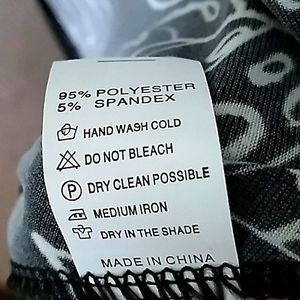 95% POLYESTER
5% SPANDEX
HAND WASH COLD
DO NOT BLEACH
P DRY CLEAN POSSIBLE
MEDIUM IRON
DRY IN THE SHADE
MADE IN CHINA